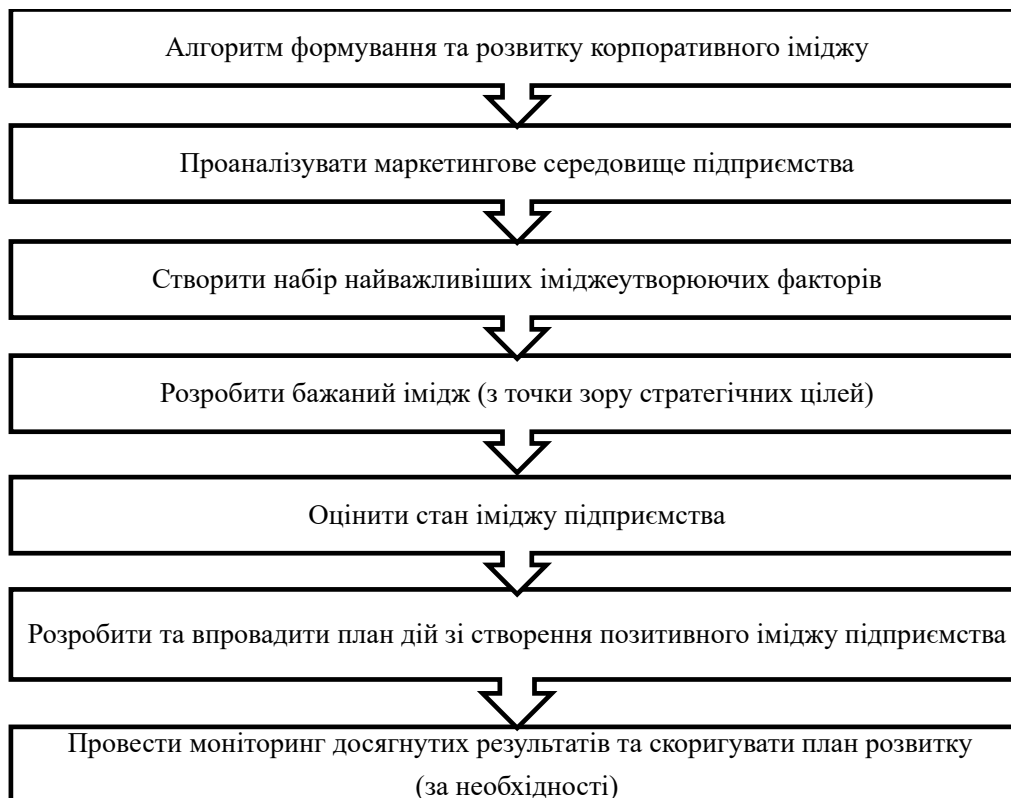 Алгоритм формування та розвитку корпоративного іміджу
Проаналізувати маркетингове середовище підприємства
Створити набір найважливіших іміджеутворюючих факторів
Розробити бажаний імідж (з точки зору стратегічних цілей)
Оцінити стан іміджу підприємства
Розробити та впровадити план дій зі створення позитивного іміджу підприємства
Провести моніторинг досягнутих результатів та скоригувати план розвитку
(за необхідності)